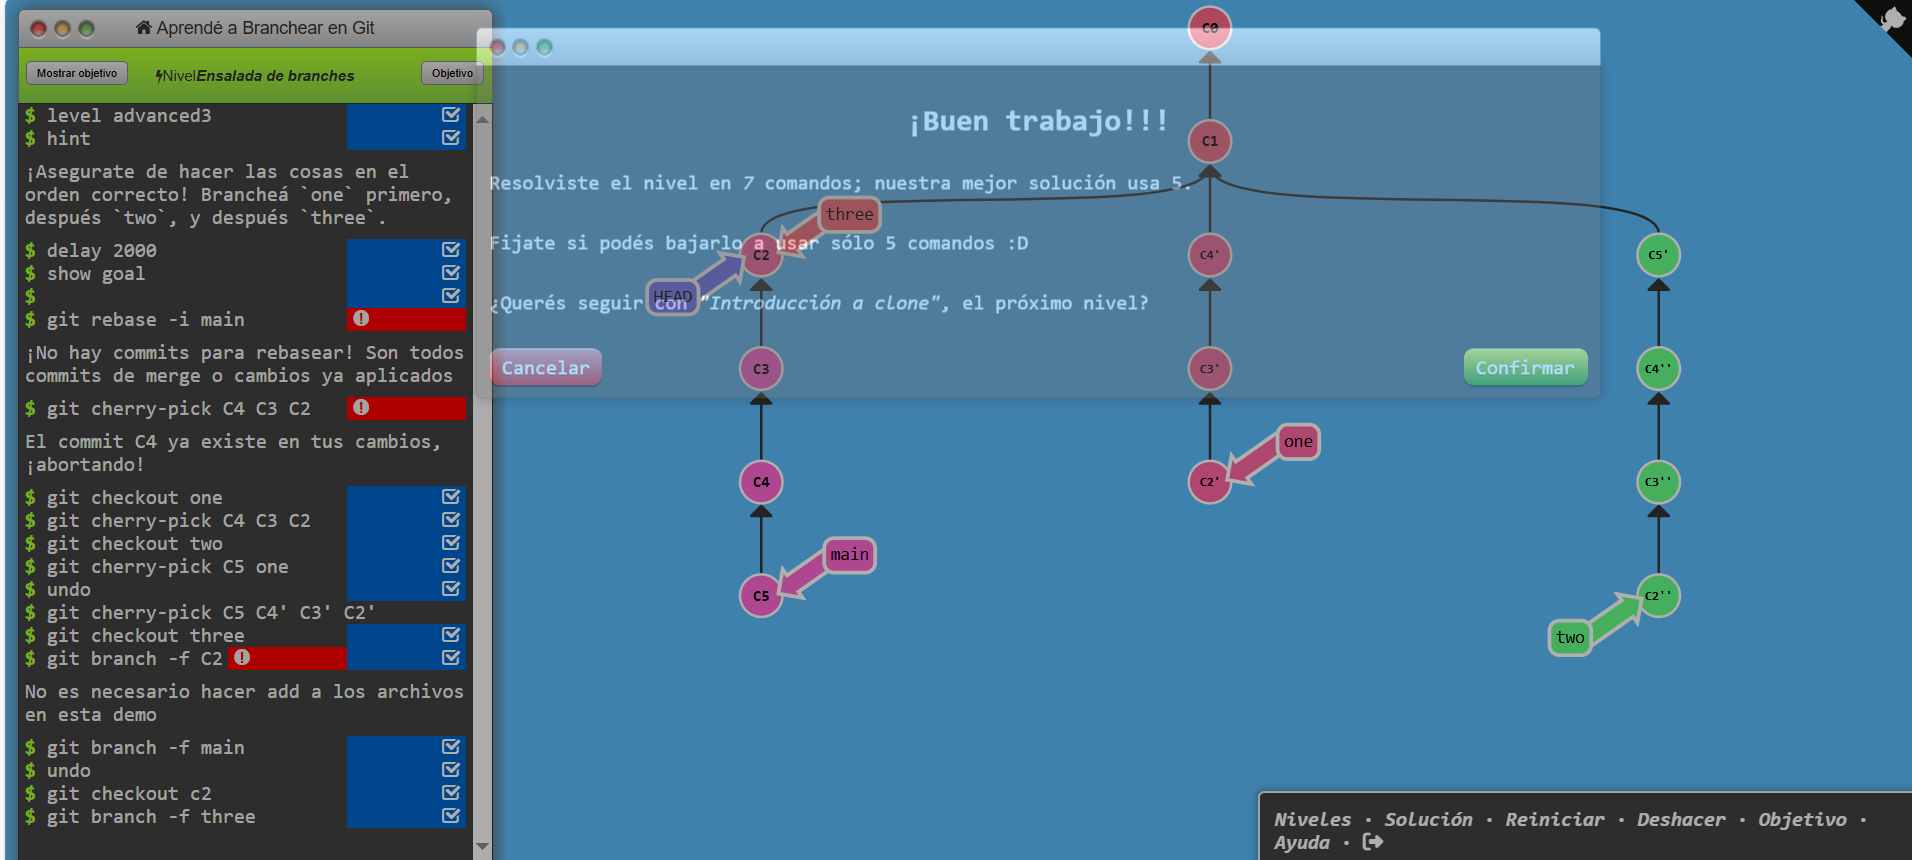 Aprendé a Branchear en Git
Mostrar objetivo
NivelEnsalada de branches
Objetivo
$ level advanced3
$ hint
¡Asegurate de hacer las cosas en el
orden correcto! Brancheá `one` primero,
después `two`, y después `three`.
$ delay 2000
$ show goal
$
$ git rebase -i main
¡No hay commits para rebasear! Son todos
commits de merge o cambios ya aplicados
$ git cherry-pick C4 C3 C2
El commit C4 ya existe en tus cambios,
¡abortando!
$ git checkout one
$ git cherry-pick C4 C3 C2
$ git checkout two
$ git cherry-pick C5 one
$ undo
$ git cherry-pick C5 C4' C3' C2'
$ git checkout three
$ git branch -f C2
No es necesario hacer add a los archivos
en esta demo
$ git branch -f main
$ undo
$ git checkout c2
$ git branch -f three
¡Buen trabajo!!!
Resolviste el nivel en 7 comandos; nuestra mejor solución usa 5.
Fijate si podés bajarlo a usar sólo 5 comandos :D
¿Querés seguir con "Introducción a clone", el próximo nivel?
Cancelar
Confirmar
C0
C1
three
C2
C4'
C5'
HEAD
C3
C3'
C4''
one
C4
C2'
C3''
main
C5
C2''
two
Niveles · Solución · Reiniciar · Deshacer · Objetivo ·
Ayuda ·